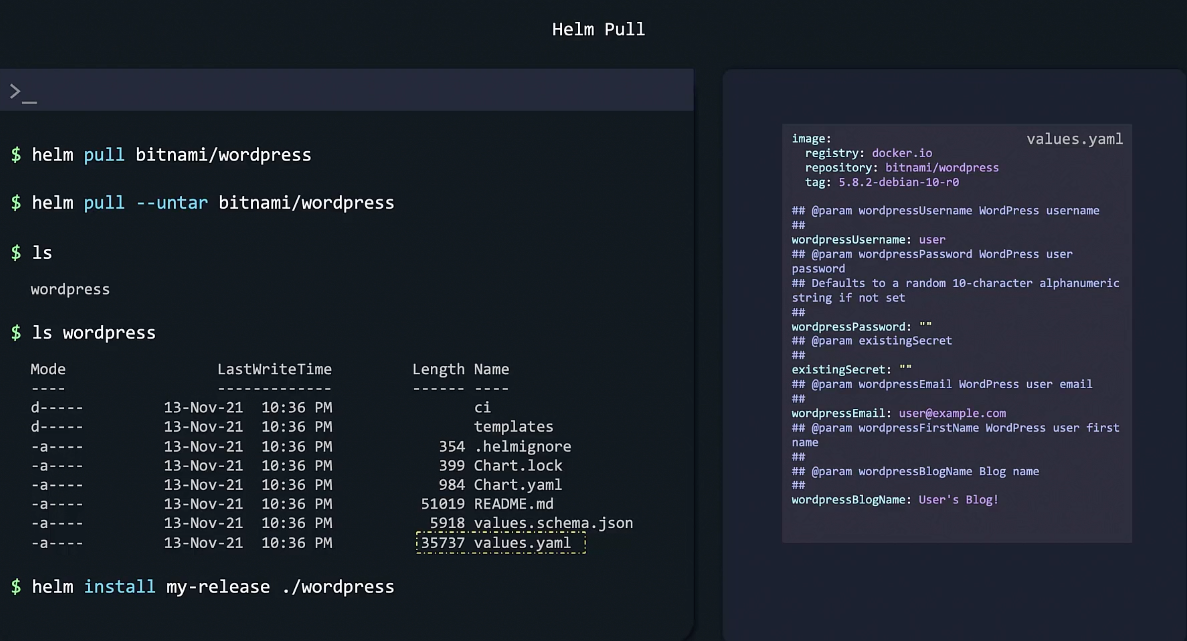 Helm Pull
>_
$ helm pull bitnami/wordpress
$ helm pull --untar bitnami/wordpress
$ ls
wordpress
$ ls wordpress
Mode LastWriteTime Length Name
---- ------------- ------ ----
d----- 13-Nov-21 10:36 PM ci
d----- 13-Nov-21 10:36 PM templates
-a---- 13-Nov-21 10:36 PM 354 .helmignore
-a---- 13-Nov-21 10:36 PM 399 Chart.lock
-a---- 13-Nov-21 10:36 PM 984 Chart.yaml
-a---- 13-Nov-21 10:36 PM 51019 README.md
-a---- 13-Nov-21 10:36 PM 5918 values.schema.json
-a---- 13-Nov-21 10:36 PM 35737 values.yaml
$ helm install my-release ./wordpress
values.yaml
image:
  registry: docker.io
  repository: bitnami/wordpress
  tag: 5.8.2-debian-10-r0
## @param wordpressUsername WordPress username
##
wordpressUsername: user
## @param wordpressPassword WordPress user
password
## Defaults to a random 10-character alphanumeric
string if not set
##
wordpressPassword: ""
## @param existingSecret
##
existingSecret: ""
## @param wordpressEmail WordPress user email
##
wordpressEmail: user@example.com
## @param wordpressFirstName WordPress user first
name
##
## @param wordpressBlogName Blog name
##
wordpressBlogName: User's Blog!